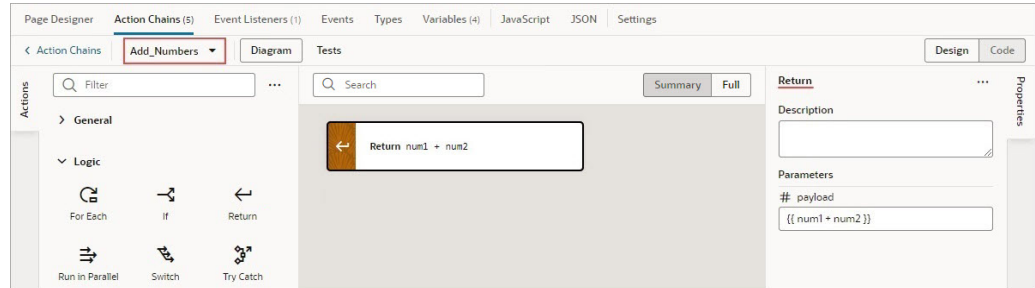 Page Designer Action Chains (5) Event Listeners (1) Events Types Variables (4) JavaScript JSON Settings
< Action Chains Add_Numbers Diagram Tests Design Code
Actions
Filter ...
> General
Logic
For Each If Return
Run in Parallel Switch Try Catch
Search Summary Full
Return num1 + num2
Return ...
Description
Parameters
# payload
{{ num1 + num2 }}
Properties